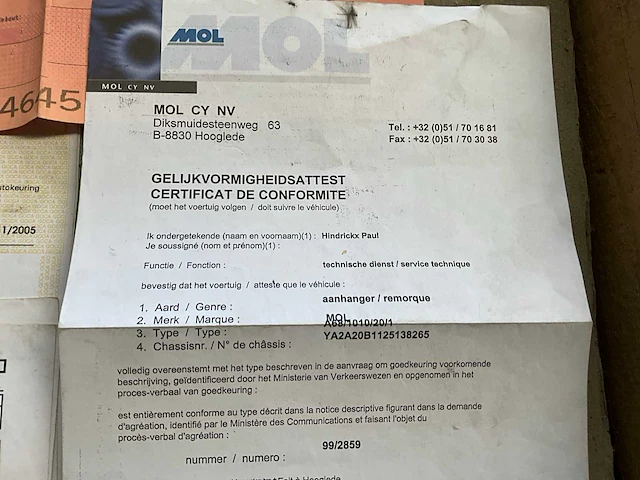 MOL
MOL
MOL CY NV
4645
MOL CY NV
Diksmuidesteenweg 63
B-8830 Hooglede
Tel. : +32 (0)51 / 70 16 81
Fax : +32 (0)51 / 70 30 38
GELIJKVORMIGHEIDSATTEST
CERTIFICAT DE CONFORMITE
(moet het voertuig volgen / doit suivre le véhicule)
tokeuring
1/2005
Ik ondergetekende (naam en voornaam)(1) : Hindrickx Paul
Je soussigné (nom et prénom)(1) :
Functie / Fonction : technische dienst / service technique
bevestig dat het voertuig / atteste que le véhicule :
1. Aard / Genre : aanhanger / remorque
2. Merk / Marque : MOL
3. Type / Type : A68/1010/20/1
4. Chassisnr. / N° de châssis : YA2A20B1125138265
volledig overeenstemt met het type beschreven in de aanvraag om goedkeuring voorkomende
beschrijving, geïdentificeerd door het Ministerie van Verkeerswezen en opgenomen in het
proces-verbaal van goedkeuring :
est entièrement conforme au type décrit dans la notice descriptive figurant dans la demande
d'agréation, identifié par le Ministère des Communications et faisant l'objet du
procès-verbal d'agréation :
nummer / numero : 99/2859
Hooglede